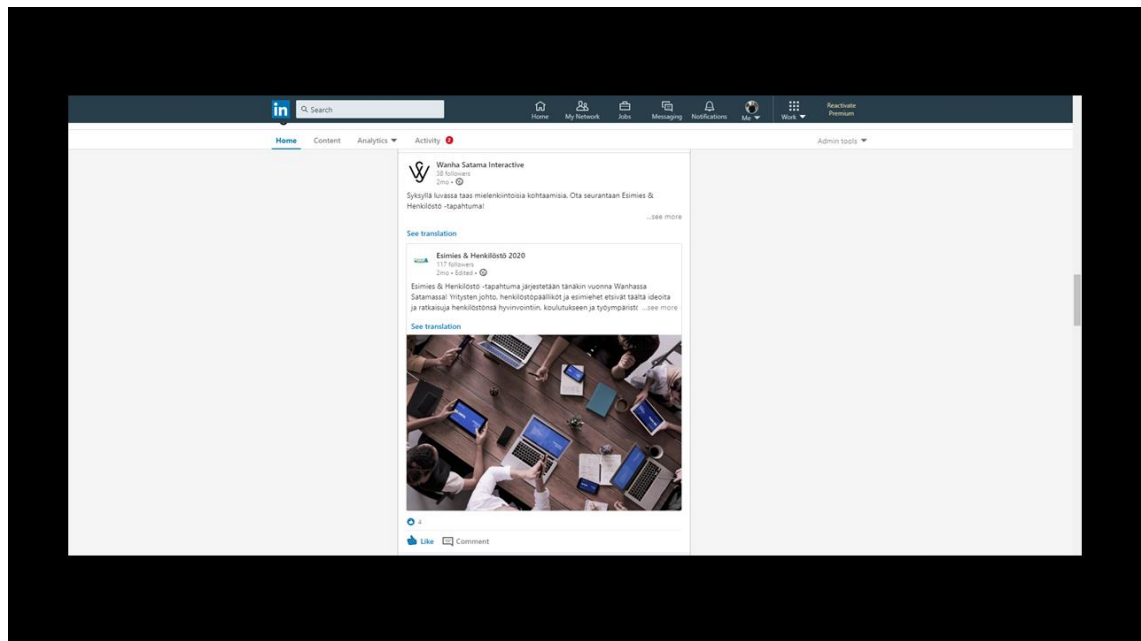 in
Search
Home
My Network
Jobs
Messaging
Notifications
Me
Work
Reactivate
Premium
Home
Content
Analytics
Activity
Admin tools
Wanha Satama Interactive
38 followers
2mo •
Syksyllä luvassa taas mielenkiintoisia kohtaamisia. Ota seurantaan Esimies &
Henkilöstö -tapahtuma!
...see more
See translation
Esimies & Henkilöstö 2020
117 followers
2mo • Edited •
Esimies & Henkilöstö -tapahtuma järjestetään tänäkin vuonna Wanhassa
Satamassa! Yritysten johto, henkilöstöpäälliköt ja esimiehet etsivät täältä ideoita
ja ratkaisuja henkilöstönsä hyvinvointiin, koulutukseen ja ...see more
See translation
4
Like
Comment